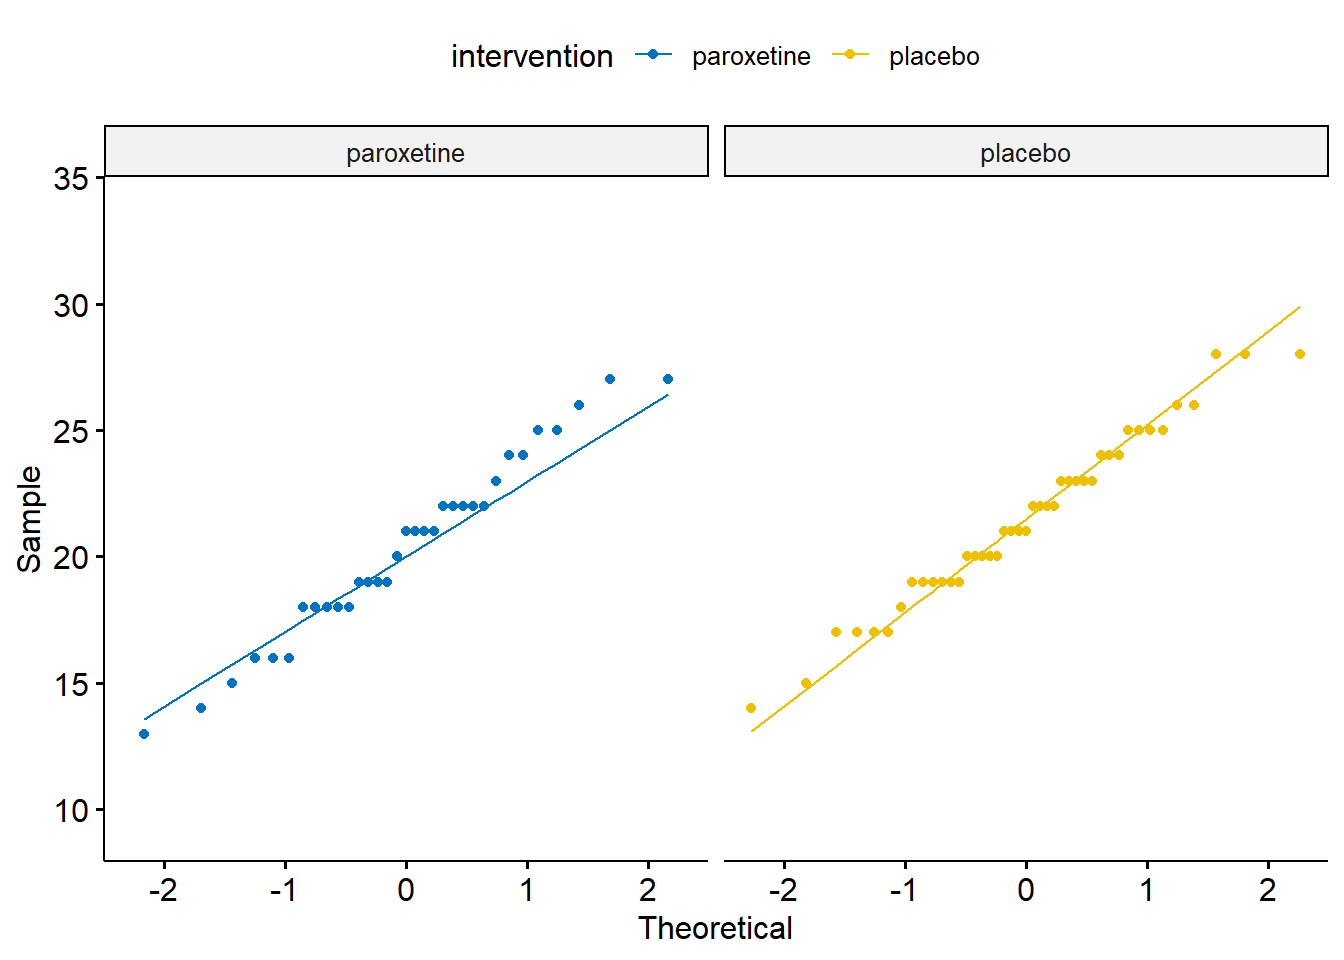 intervention paroxetine placebo
paroxetine placebo
35
30
25
20
15
10
Sample
-2 -1 0 1 2 -2 -1 0 1 2
Theoretical